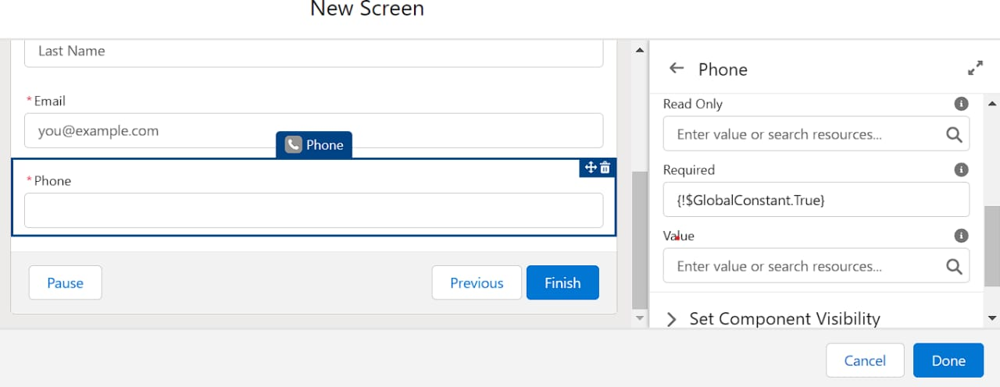 New Screen
Last Name
*Email
you@example.com
Phone
*Phone
Pause
Previous
Finish
Phone
Read Only
Enter value or search resources...
Required
{!$GlobalConstant.True}
Value
Enter value or search resources...
Set Component Visibility
Cancel
Done